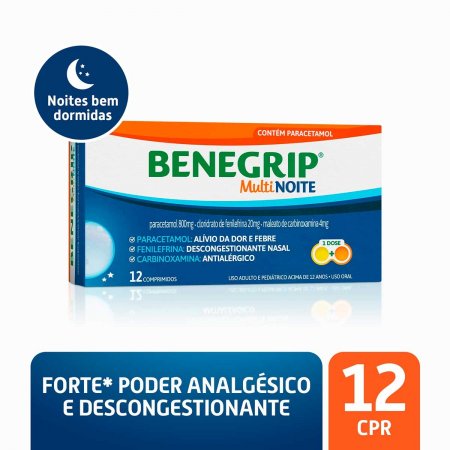 Noites bem
dormidas
CONTÉM PARACETAMOL
BENEGRIP®
Multi NOITE
paracetamol 800mg - cloridrato de fenilefrina 20mg - maleato de carbinoxamina 4mg
PARACETAMOL: ALÍVIO DA DOR E FEBRE
FENILEFRINA: DESCONGESTIONANTE NASAL
CARBINOXAMINA: ANTIALÉRGICO
1 DOSE
+
12 COMPRIMIDOS
USO ADULTO E PEDIÁTRICO ACIMA DE 12 ANOS • USO ORAL
FORTE* PODER ANALGÉSICO
E DESCONGESTIONANTE
12
CPR